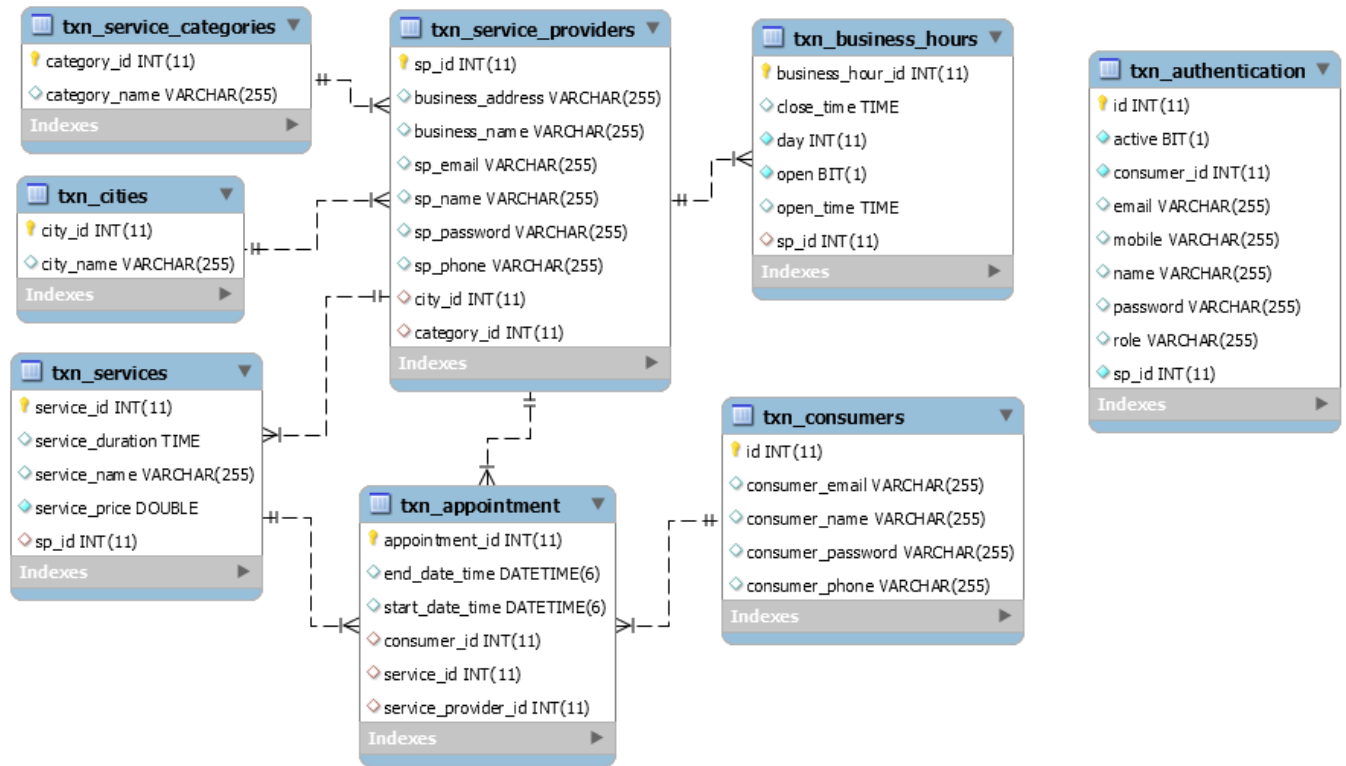 txn_service_categories
category_id INT(11)
category_name VARCHAR(255)
Indexes
txn_cities
city_id INT(11)
city_name VARCHAR(255)
Indexes
txn_services
service_id INT(11)
service_duration TIME
service_name VARCHAR(255)
service_price DOUBLE
sp_id INT(11)
Indexes
txn_service_providers
sp_id INT(11)
business_address VARCHAR(255)
business_name VARCHAR(255)
sp_email VARCHAR(255)
sp_name VARCHAR(255)
sp_password VARCHAR(255)
sp_phone VARCHAR(255)
city_id INT(11)
category_id INT(11)
Indexes
txn_appointment
appointment_id INT(11)
end_date_time DATETIME(6)
start_date_time DATETIME(6)
consumer_id INT(11)
service_id INT(11)
service_provider_id INT(11)
Indexes
txn_business_hours
business_hour_id INT(11)
close_time TIME
day INT(11)
open BIT(1)
open_time TIME
sp_id INT(11)
Indexes
txn_consumers
id INT(11)
consumer_email VARCHAR(255)
consumer_name VARCHAR(255)
consumer_password VARCHAR(255)
consumer_phone VARCHAR(255)
Indexes
txn_authentication
id INT(11)
active BIT(1)
consumer_id INT(11)
email VARCHAR(255)
mobile VARCHAR(255)
name VARCHAR(255)
password VARCHAR(255)
role VARCHAR(255)
sp_id INT(11)
Indexes